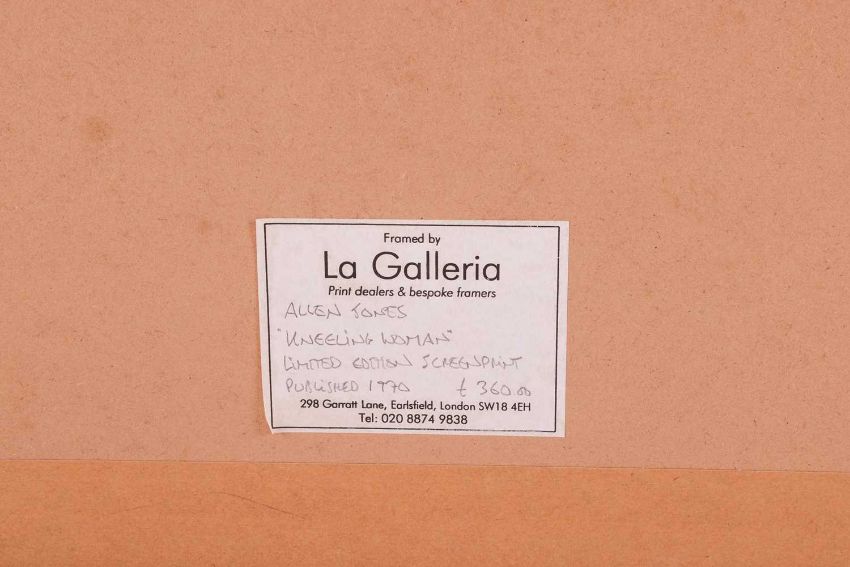 Framed by
La Galleria
Print dealers & bespoke framers
ALLEN JONES
"KNEELING WOMAN"
LIMITED EDITION SCREENPRINT
PUBLISHED 1970 £360.00
298 Garratt Lane, Earlsfield, London SW18 4EH
Tel: 020 8874 9838